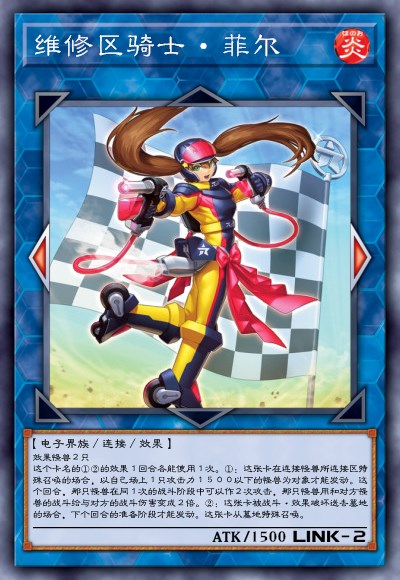 维修区骑士・菲尔
ほのお
炎
【电子界族／连接／效果】
效果怪兽2只
这个卡名的①②的效果1回合各能使用1次。①：这张卡在连接怪兽所连接区特
殊召唤的场合，以自己场上1只攻击力1500以下的怪兽为对象才能发动。这
个回合，那只怪兽在同1次的战斗阶段中可以作2次攻击，那只怪兽用和对方怪
兽的战斗给与对方的战斗伤害变成2倍。②：这张卡被战斗・效果破坏送去墓地
的场合，下个回合的准备阶段才能发动。这张卡从墓地特殊召唤。
ATK/1500 LINK-2